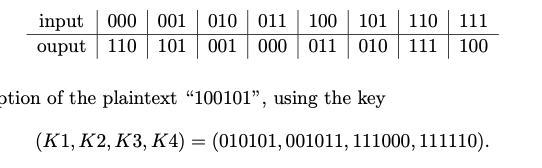 input 000 001 010 011 100 101 110 111
ouput 110 101 001 000 011 010 111 100
ption of the plaintext “100101”, using the key
(K1, K2, K3, K4) = (010101, 001011, 111000, 111110).